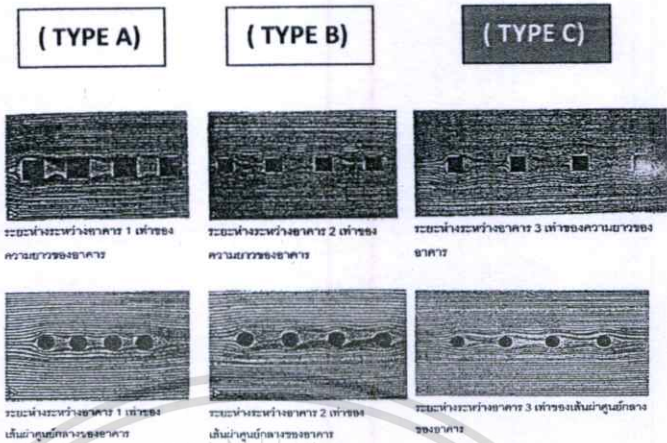 ( TYPE A)
( TYPE B)
( TYPE C)
ระยะห่างระหว่างอาคาร 1 เท่าของ
ความยาวของอาคาร
ระยะห่างระหว่างอาคาร 2 เท่าของ
ความยาวของอาคาร
ระยะห่างระหว่างอาคาร 3 เท่าของความยาวของ
อาคาร
ระยะห่างระหว่างอาคาร 1 เท่าของ
เส้นผ่าศูนย์กลางของอาคาร
ระยะห่างระหว่างอาคาร 2 เท่าของ
เส้นผ่าศูนย์กลางของอาคาร
ระยะห่างระหว่างอาคาร 3 เท่าของเส้นผ่าศูนย์กลาง
ของอาคาร